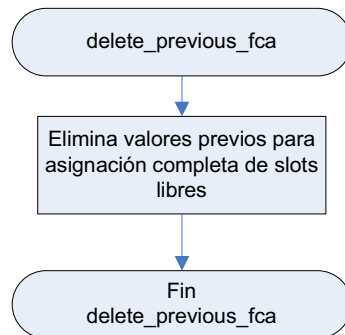 delete_previous_fca
Elimina valores previos para
asignación completa de slots
libres
Fin
delete_previous_fca